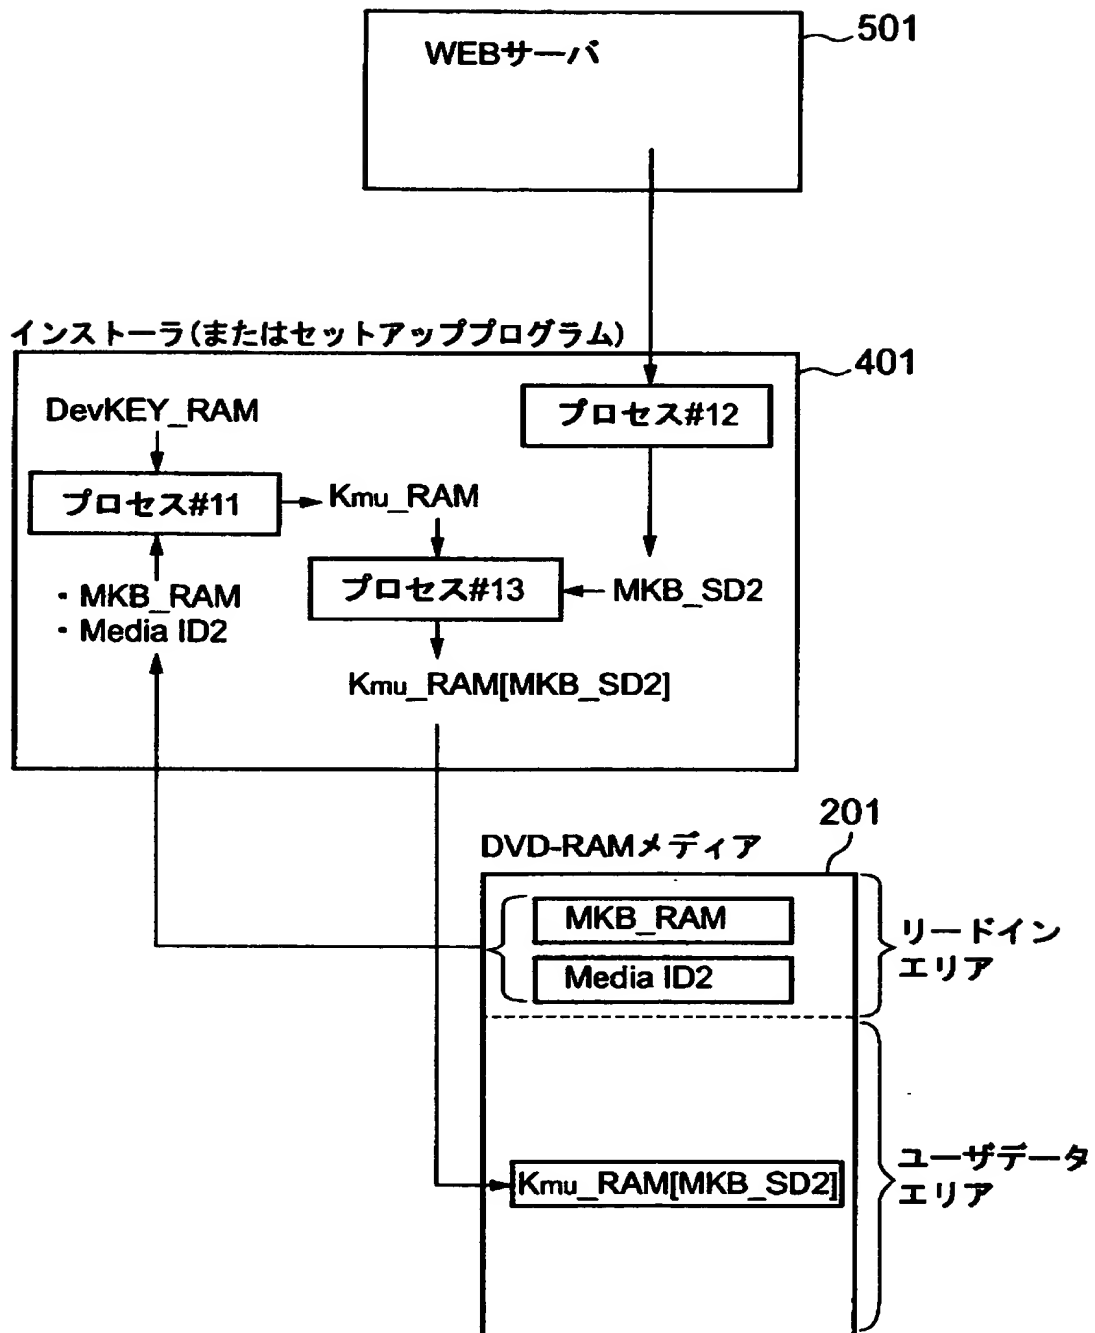 501
WEBサーバ
インストーラ(またはセットアッププログラム)
401
DevKEY_RAM
プロセス#12
プロセス#11
Kmu_RAM
・MKB_RAM
・Media ID2
プロセス#13
MKB_SD2
Kmu_RAM[MKB_SD2]
201
DVD-RAMメディア
MKB_RAM
Media ID2
リードイン
エリア
Kmu_RAM[MKB_SD2]
ユーザデータ
エリア